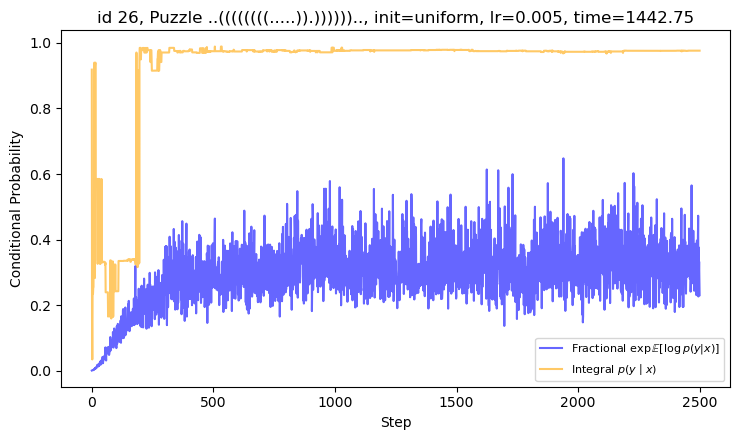 id 26, Puzzle ..((((((((.....)).)))))).., init=uniform, lr=0.005, time=1442.75
Conditional Probability
1.0
0.8
0.6
0.4
0.2
0.0
0
500
1000
1500
2000
2500
Step
Fractional exp𝔼[log p(y|x)]
Integral p(y | x)